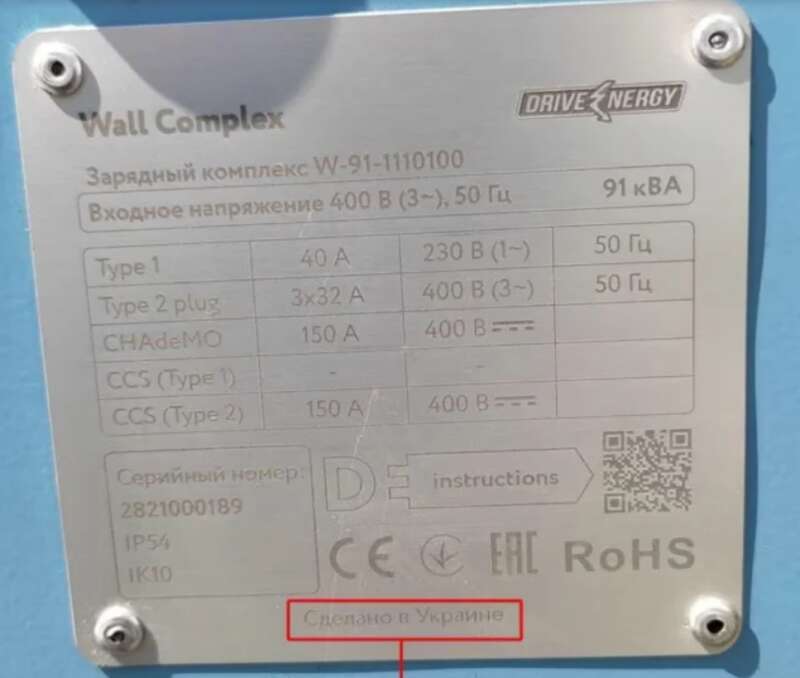 Wall Complex
DRIVE ENERGY
Зарядный комплекс W-91-1110100
Входное напряжение 400 В (3~), 50 Гц 91 кВА
Type 1 40 А 230 В (1~) 50 Гц
Type 2 plug 3x32 А 400 В (3~) 50 Гц
CHAdeMO 150 А 400 В
CCS (Type 1) - -
CCS (Type 2) 150 А 400 В
Серийный номер:
2821000189
IP54
IK10
DE instructions
CE EAC RoHS
Сделано в Украине